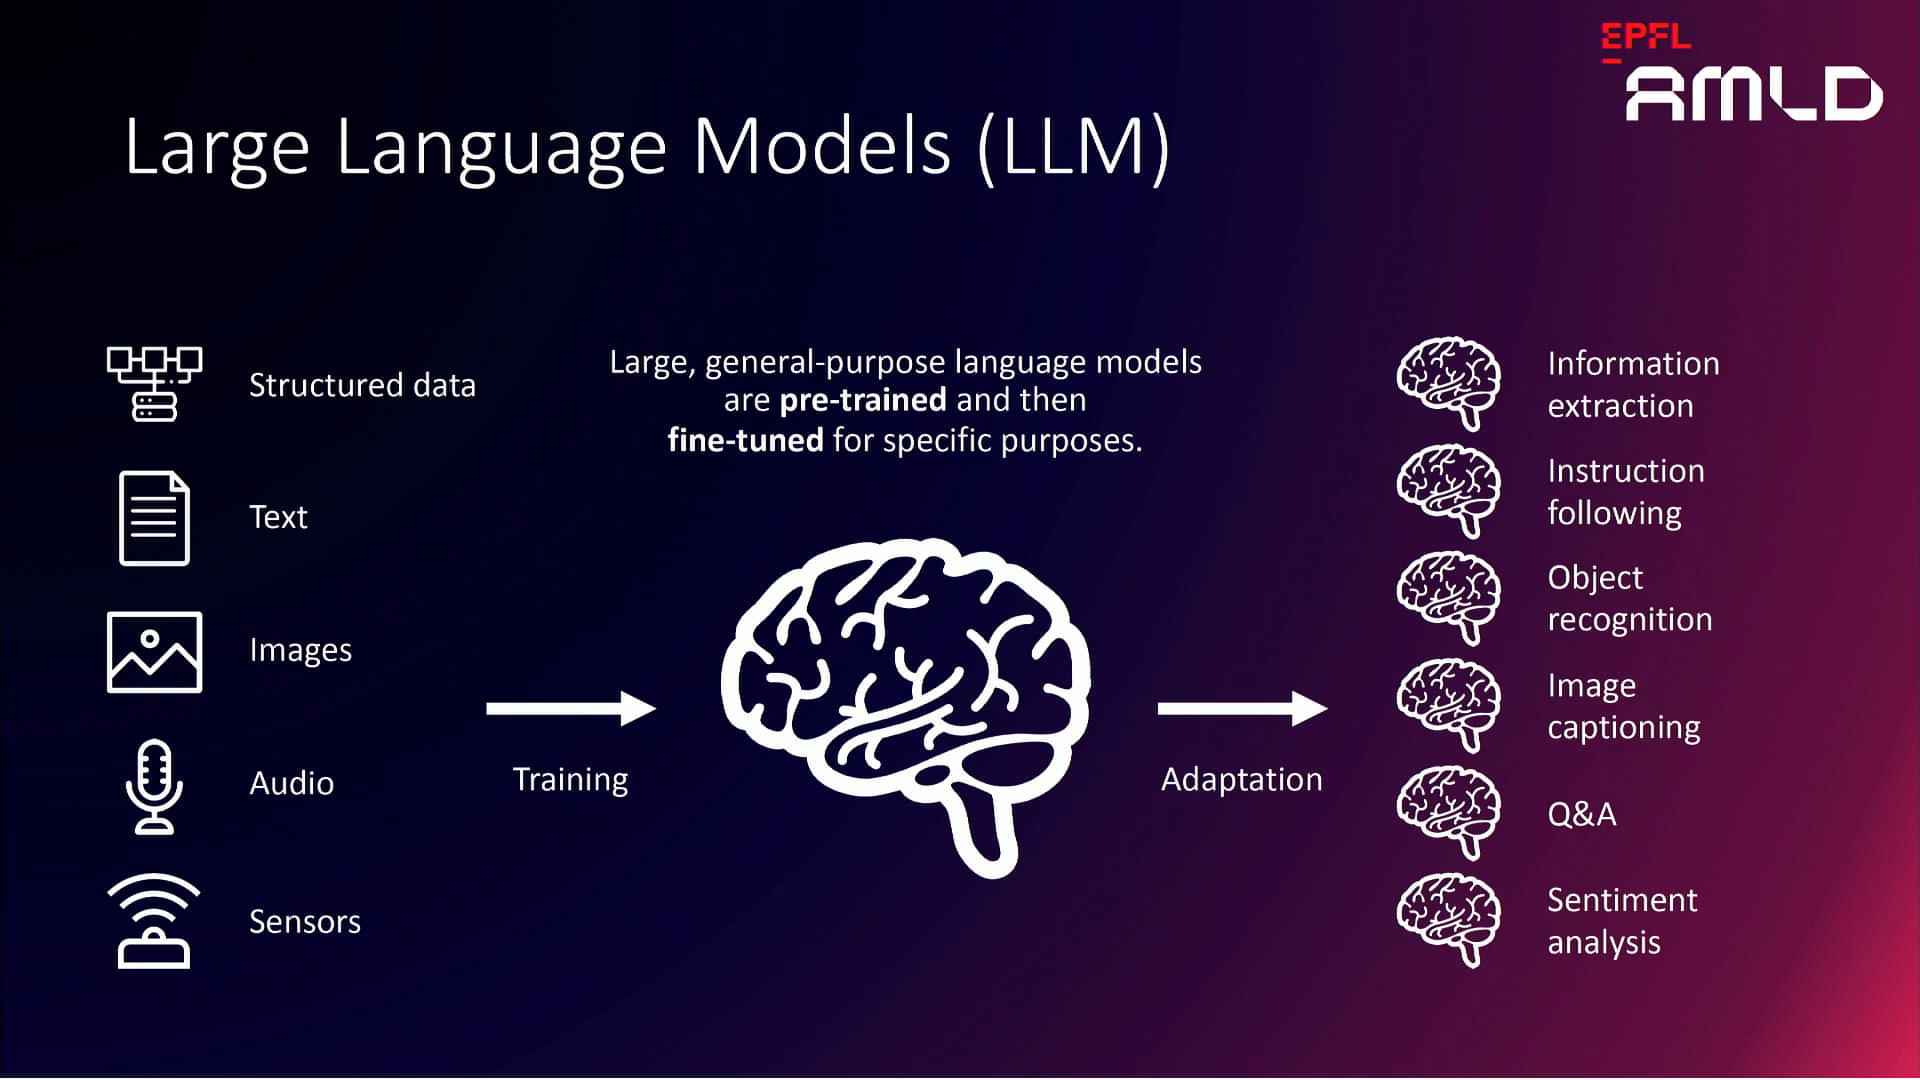 EPFL
AMLD
Large Language Models (LLM)
Structured data
Text
Images
Audio
Sensors
Large, general-purpose language models
are pre-trained and then
fine-tuned for specific purposes.
Training
Adaptation
Information
extraction
Instruction
following
Object
recognition
Image
captioning
Q&A
Sentiment
analysis